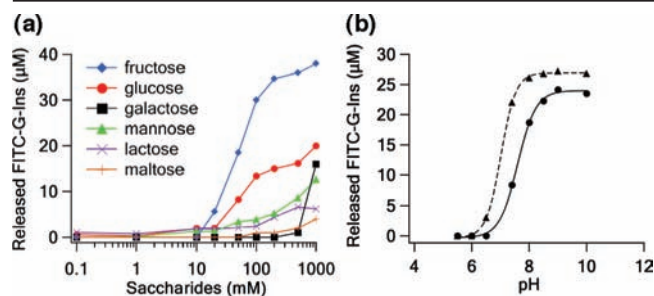 (a)
Released FITC-G-Ins (μM)
40
30
20
10
0
fructose
glucose
galactose
mannose
lactose
maltose
0.1
1
10
100
1000
Saccharides (mM)
(b)
Released FITC-G-Ins (μM)
30
25
20
15
10
5
0
4
6
8
10
12
pH